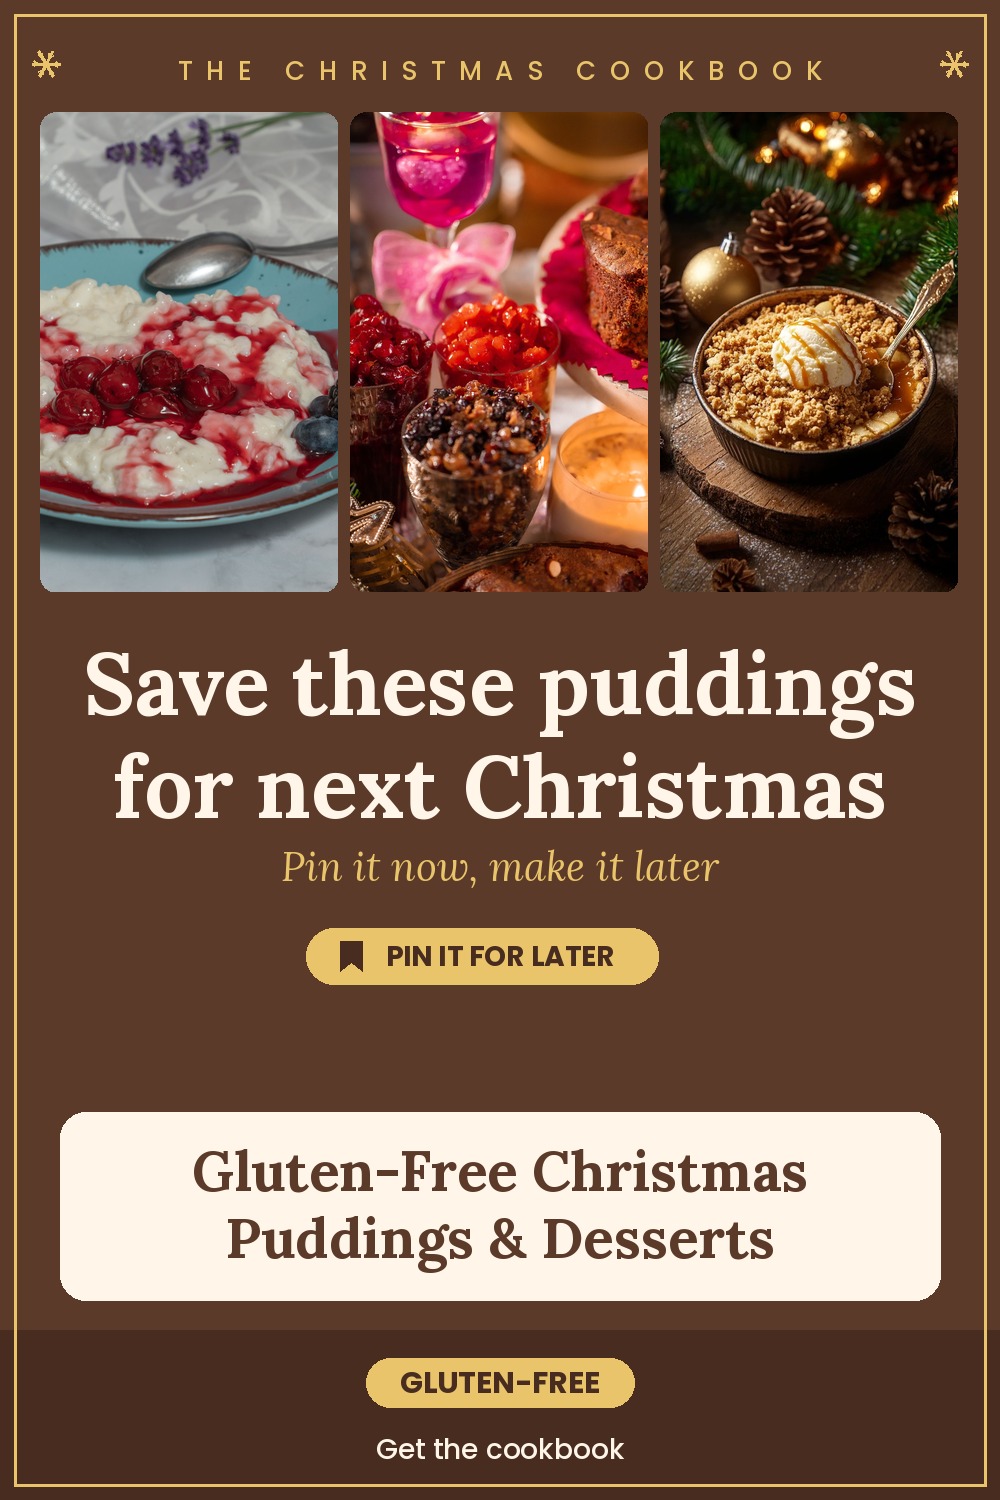 THE CHRISTMAS COOKBOOK
Save these puddings
for next Christmas
Pin it now, make it later
PIN IT FOR LATER
Gluten-Free Christmas
Puddings & Desserts
GLUTEN-FREE
Get the cookbook